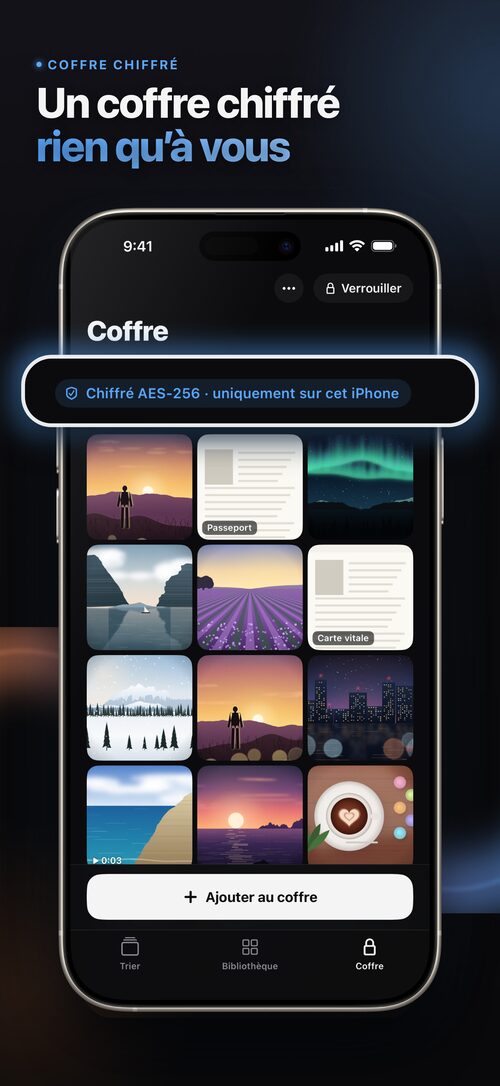 COFFRE CHIFFRÉ
Un coffre chiffré
rien qu'à vous
9:41
Verrouiller
Coffre
Chiffré AES-256 · uniquement sur cet iPhone
Passeport
Carte vitale
0:03
+ Ajouter au coffre
Trier
Bibliothèque
Coffre